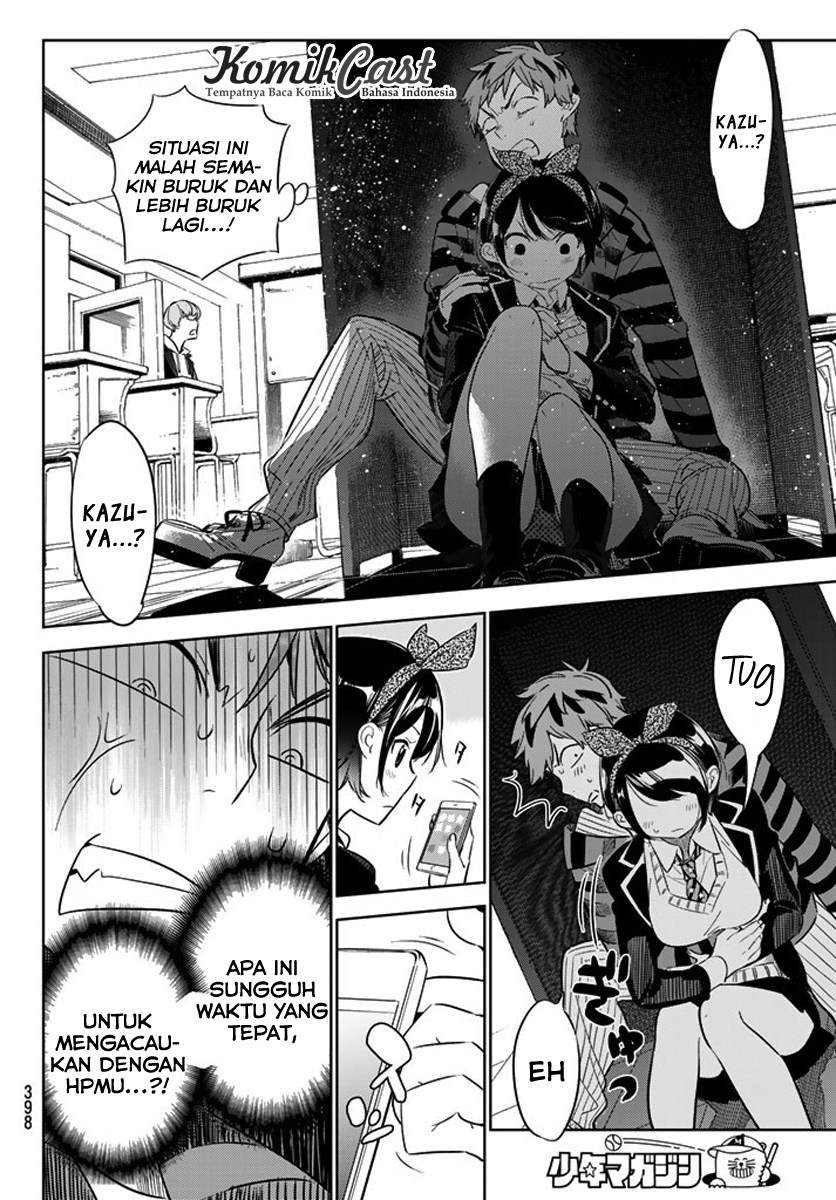 KomikCast
Tempatnya Baca Komik Bahasa Indonesia
KAZU-
YA...?
SITUASI INI
MALAH SEMA-
KIN BURUK DAN
LEBIH BURUK
LAGI....!
KAZU-
YA...?
TUG
ぎゅっ
EH
タ
タ
APA INI
SUNGGUH
WAKTU YANG
TEPAT,
UNTUK
MENGACAU-
KAN DENGAN
HPMU...?!
398
少年マガジン